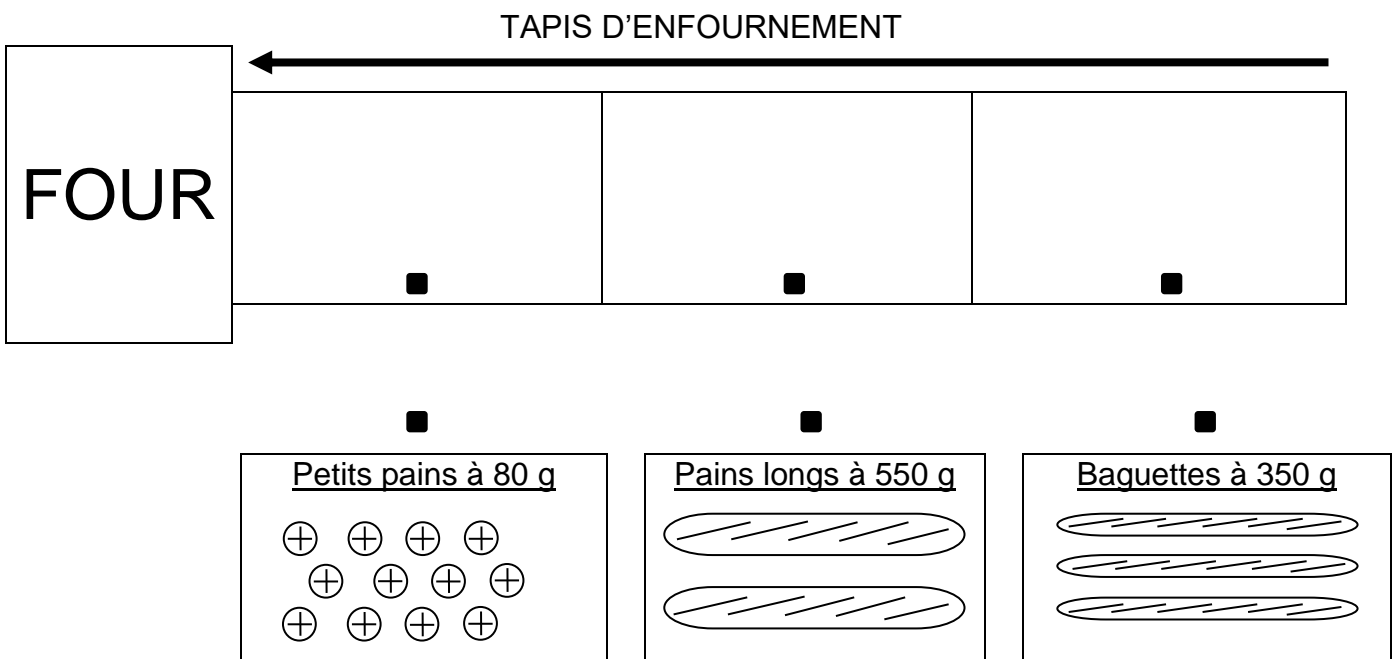 TAPIS D’ENFOURNEMENT
FOUR
Petits pains à 80 g
Pains longs à 550 g
Baguettes à 350 g